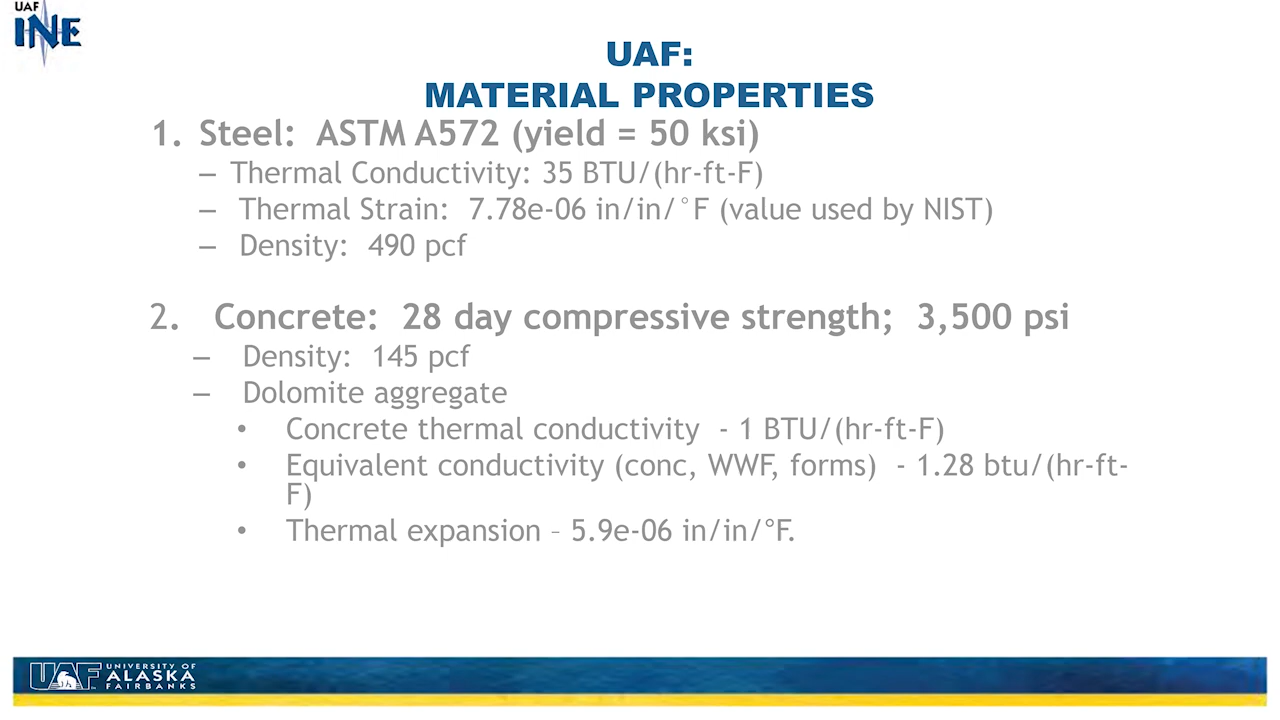 UAF
INE
UAF:
MATERIAL PROPERTIES
1. Steel: ASTM A572 (yield = 50 ksi)
– Thermal Conductivity: 35 BTU/(hr-ft-F)
– Thermal Strain: 7.78e-06 in/in/°F (value used by NIST)
– Density: 490 pcf
2. Concrete: 28 day compressive strength; 3,500 psi
– Density: 145 pcf
– Dolomite aggregate
• Concrete thermal conductivity - 1 BTU/(hr-ft-F)
• Equivalent conductivity (conc, WWF, forms) - 1.28 btu/(hr-ft-
F)
• Thermal expansion – 5.9e-06 in/in/°F.
UAF UNIVERSITY OF
ALASKA
FAIRBANKS